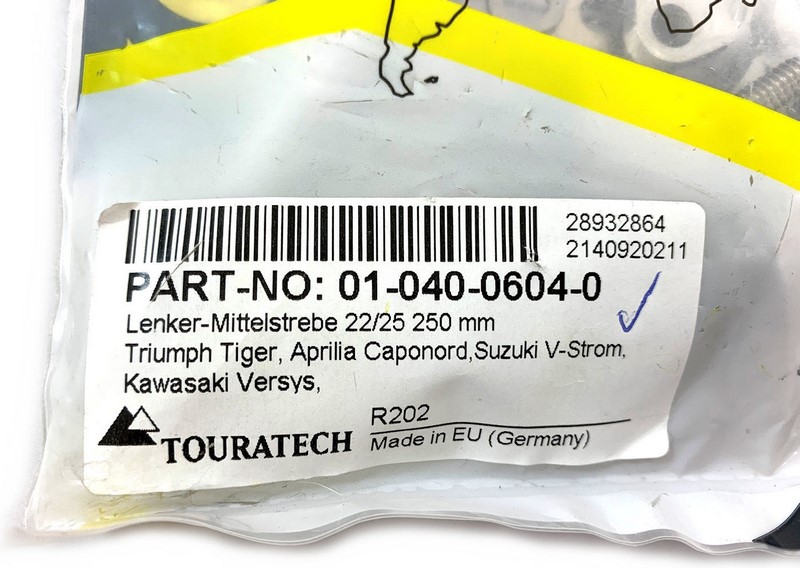 28932864
2140920211
PART-NO: 01-040-0604-0
Lenker-Mittelstrebe 22/25 250 mm
Triumph Tiger, Aprilia Caponord,Suzuki V-Strom,
Kawasaki Versys,
TOURATECH
R202
Made in EU (Germany)